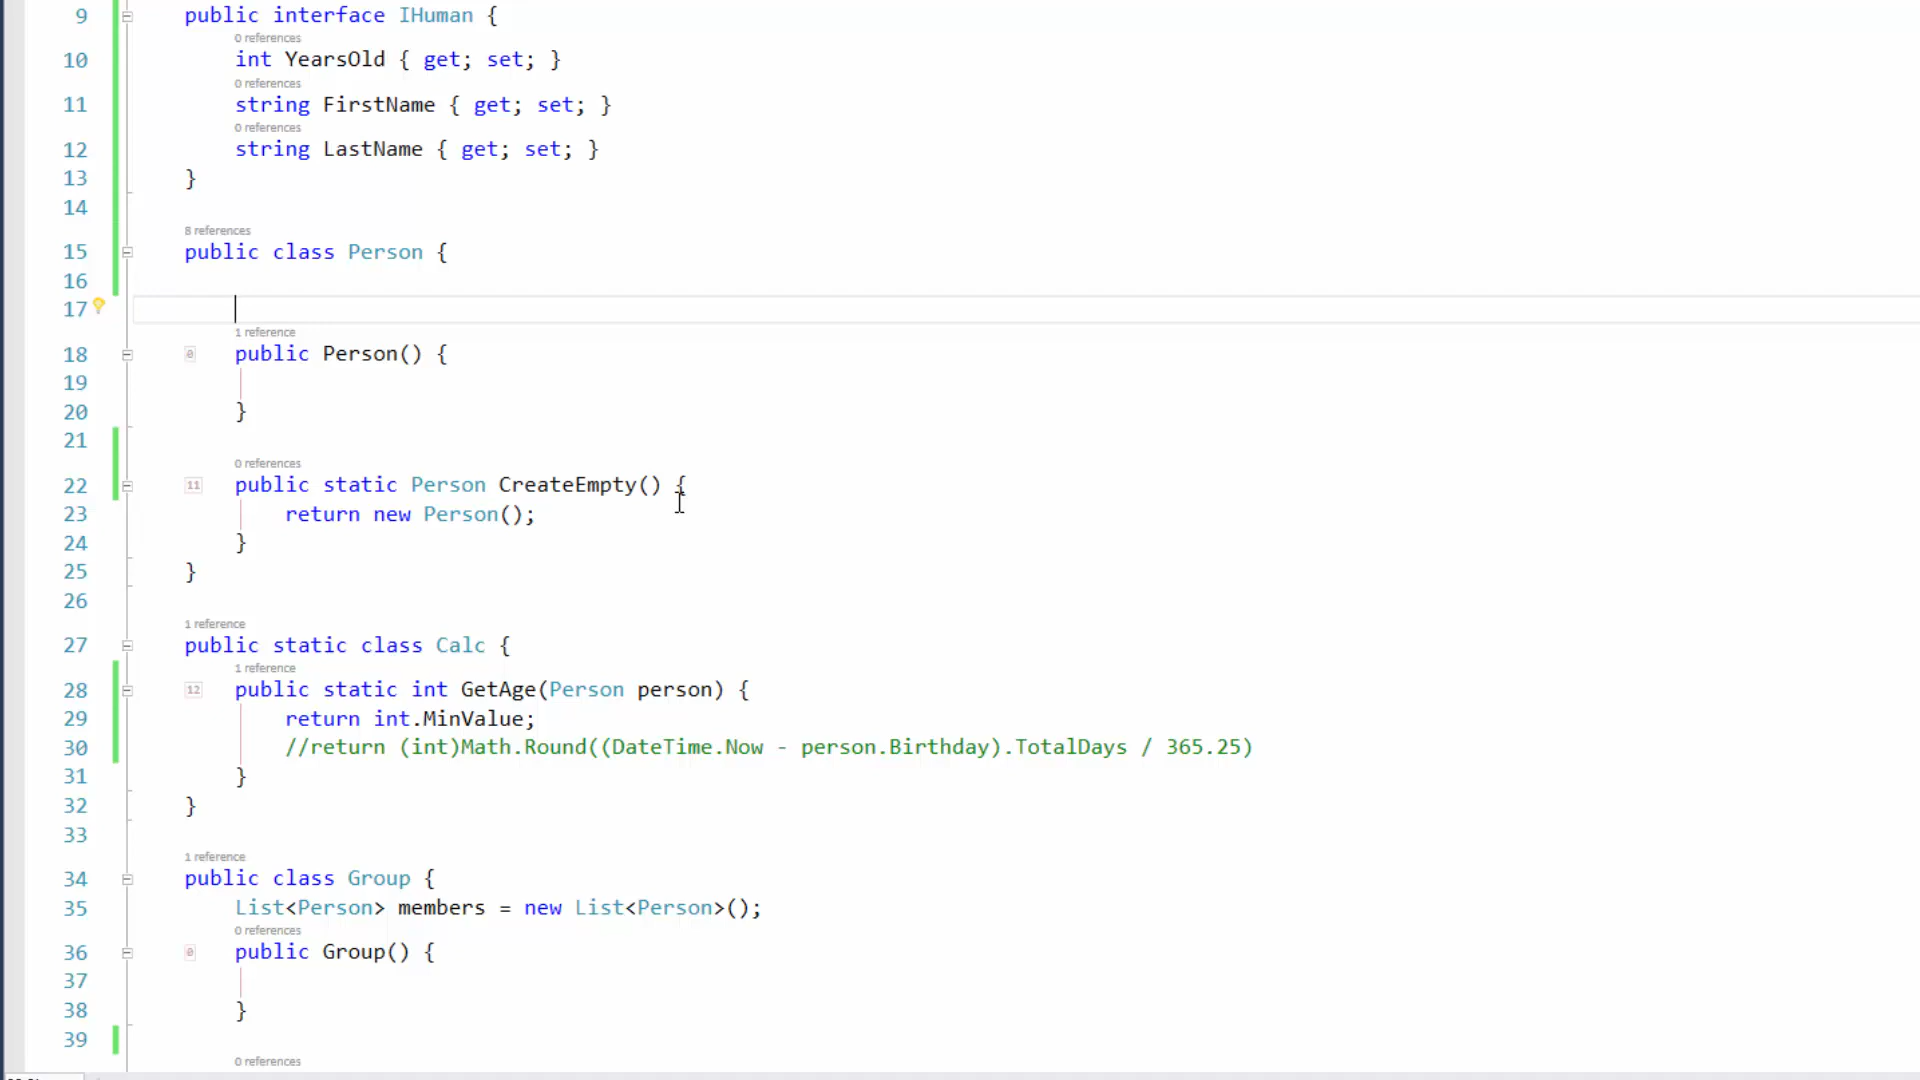 9 public interface IHuman {
0 references
10 int YearsOld { get; set; }
0 references
11 string FirstName { get; set; }
0 references
12 string LastName { get; set; }
13 }
14
8 references
15 public class Person {
16
17
1 reference
18 0 public Person() {
19
20 }
21
0 references
22 11 public static Person CreateEmpty() {
23 return new Person();
24 }
25 }
26
1 reference
27 public static class Calc {
1 reference
28 12 public static int GetAge(Person person) {
29 return int.MinValue;
30 //return (int)Math.Round((DateTime.Now - person.Birthday).TotalDays / 365.25)
31 }
32 }
33
1 reference
34 public class Group {
35 List<Person> members = new List<Person>();
0 references
36 0 public Group() {
37
38 }
39
0 references